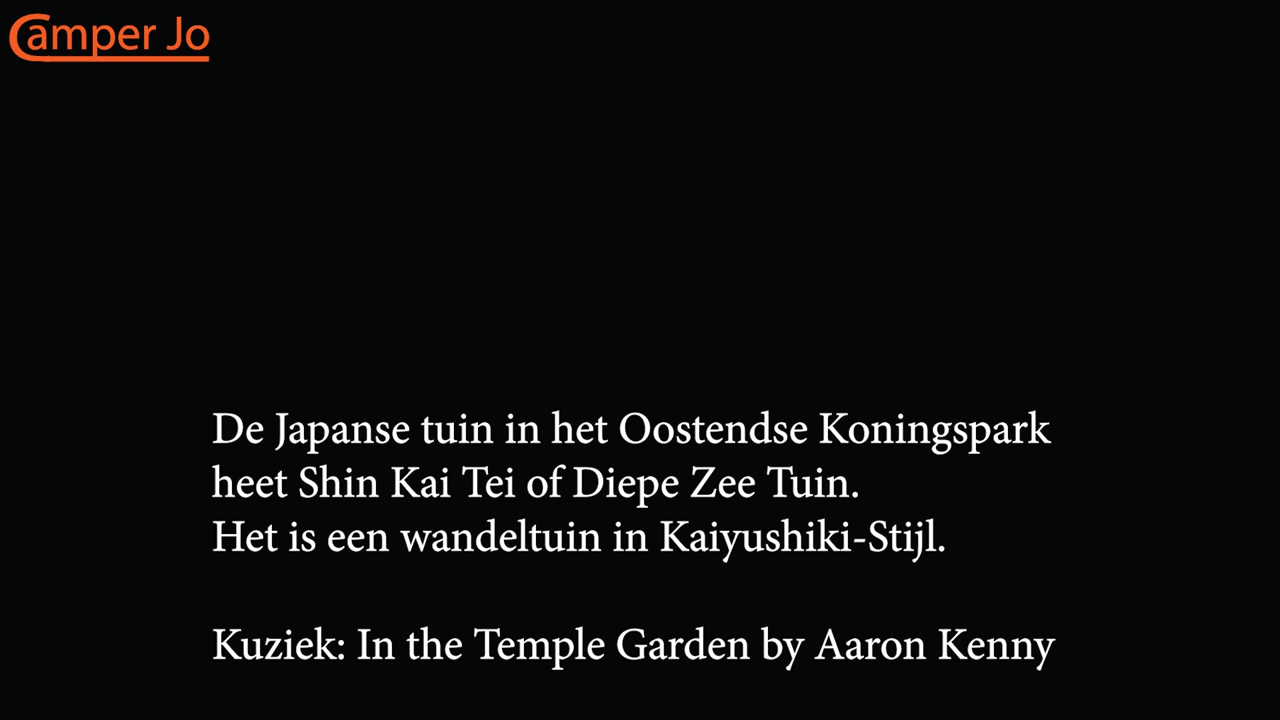 Camper Jo
De Japanse tuin in het Oostendse Koningspark
heet Shin Kai Tei of Diepe Zee Tuin.
Het is een wandeltuin in Kaiyushiki-Stijl.
Kuziek: In the Temple Garden by Aaron Kenny